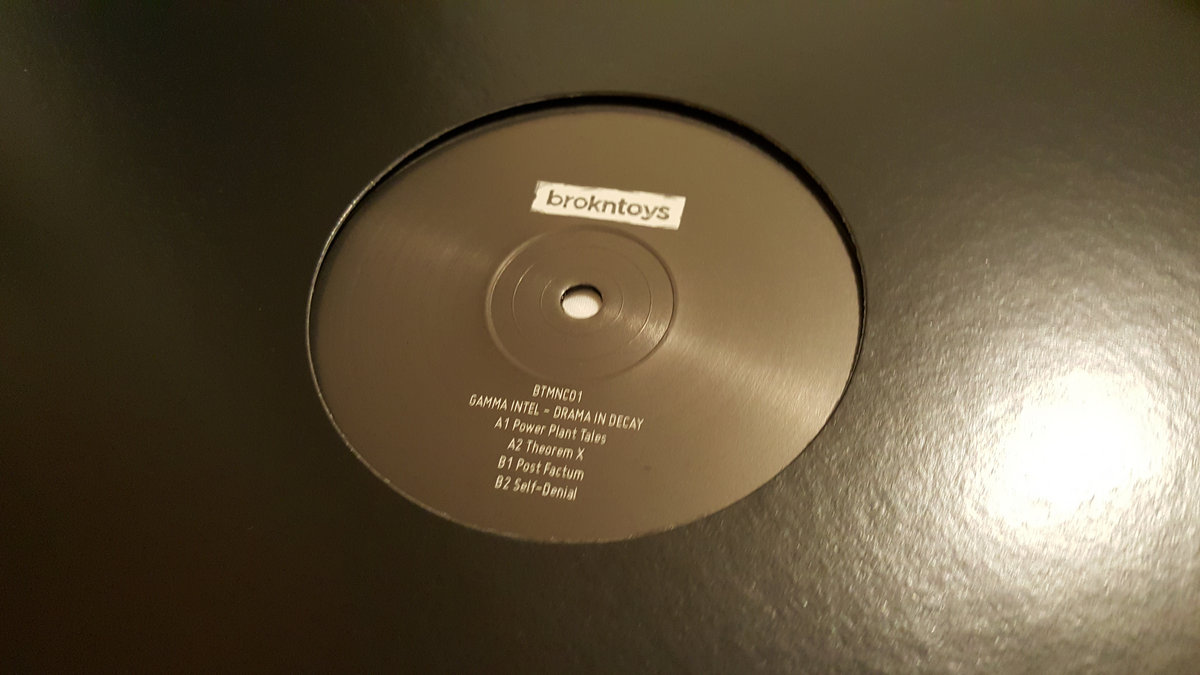 brokntoys
BTMNC01
GAMMA INTEL - DRAMA IN DECAY
A1 Power Plant Tales
A2 Theorem X
B1 Post Factum
B2 Self-Denial